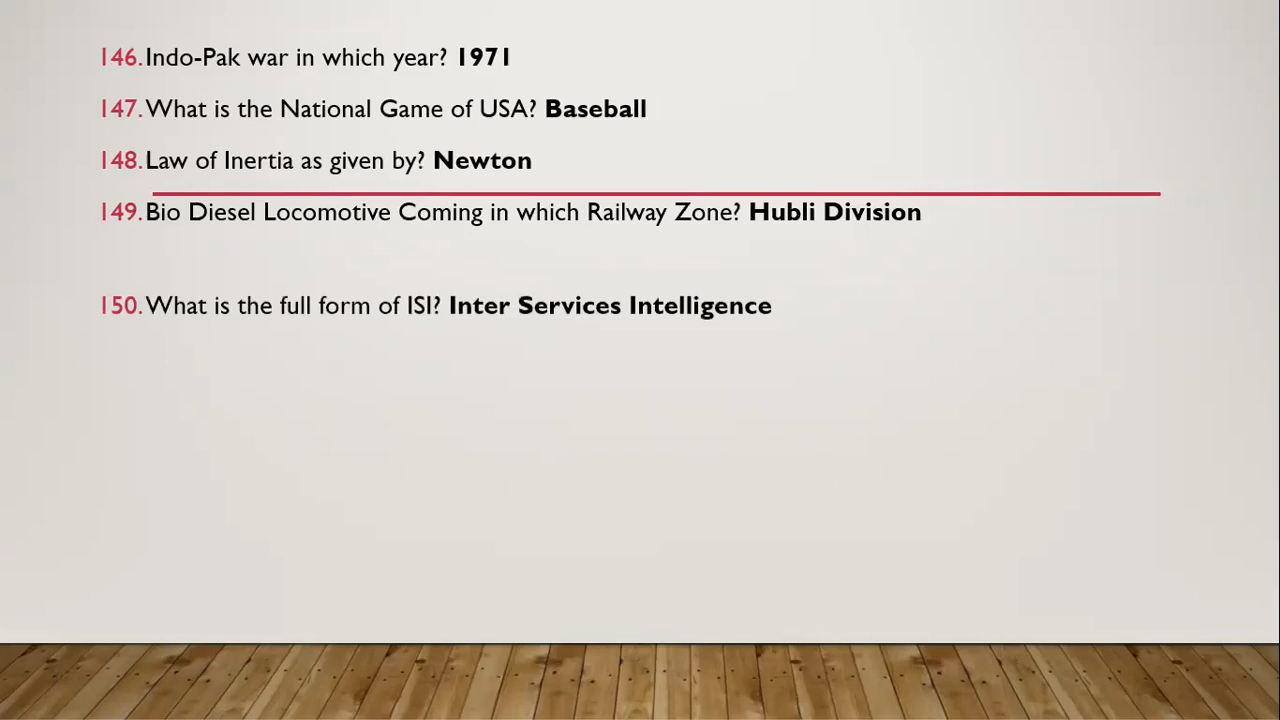 146. Indo-Pak war in which year? 1971
147. What is the National Game of USA? Baseball
148. Law of Inertia as given by? Newton
149. Bio Diesel Locomotive Coming in which Railway Zone? Hubli Division
150. What is the full form of ISI? Inter Services Intelligence